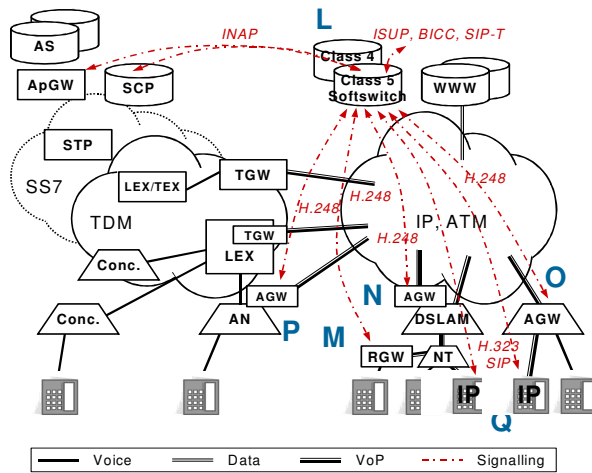 L
AS
INAP
ISUP, BICC, SIP-T
Class 4
ApGW
SCP
Class 5
Softswitch
WWW
STP
SS7
LEX/TEX
TGW
H.248
H.248
TDM
H.248
IP, ATM
TGW
LEX
H.248
Conc.
AGW
N
AGW
O
Conc.
AN
P
DSLAM
AGW
M
RGW
NT
H.323
SIP
IP
IP
Q
Voice
Data
VoP
Signalling